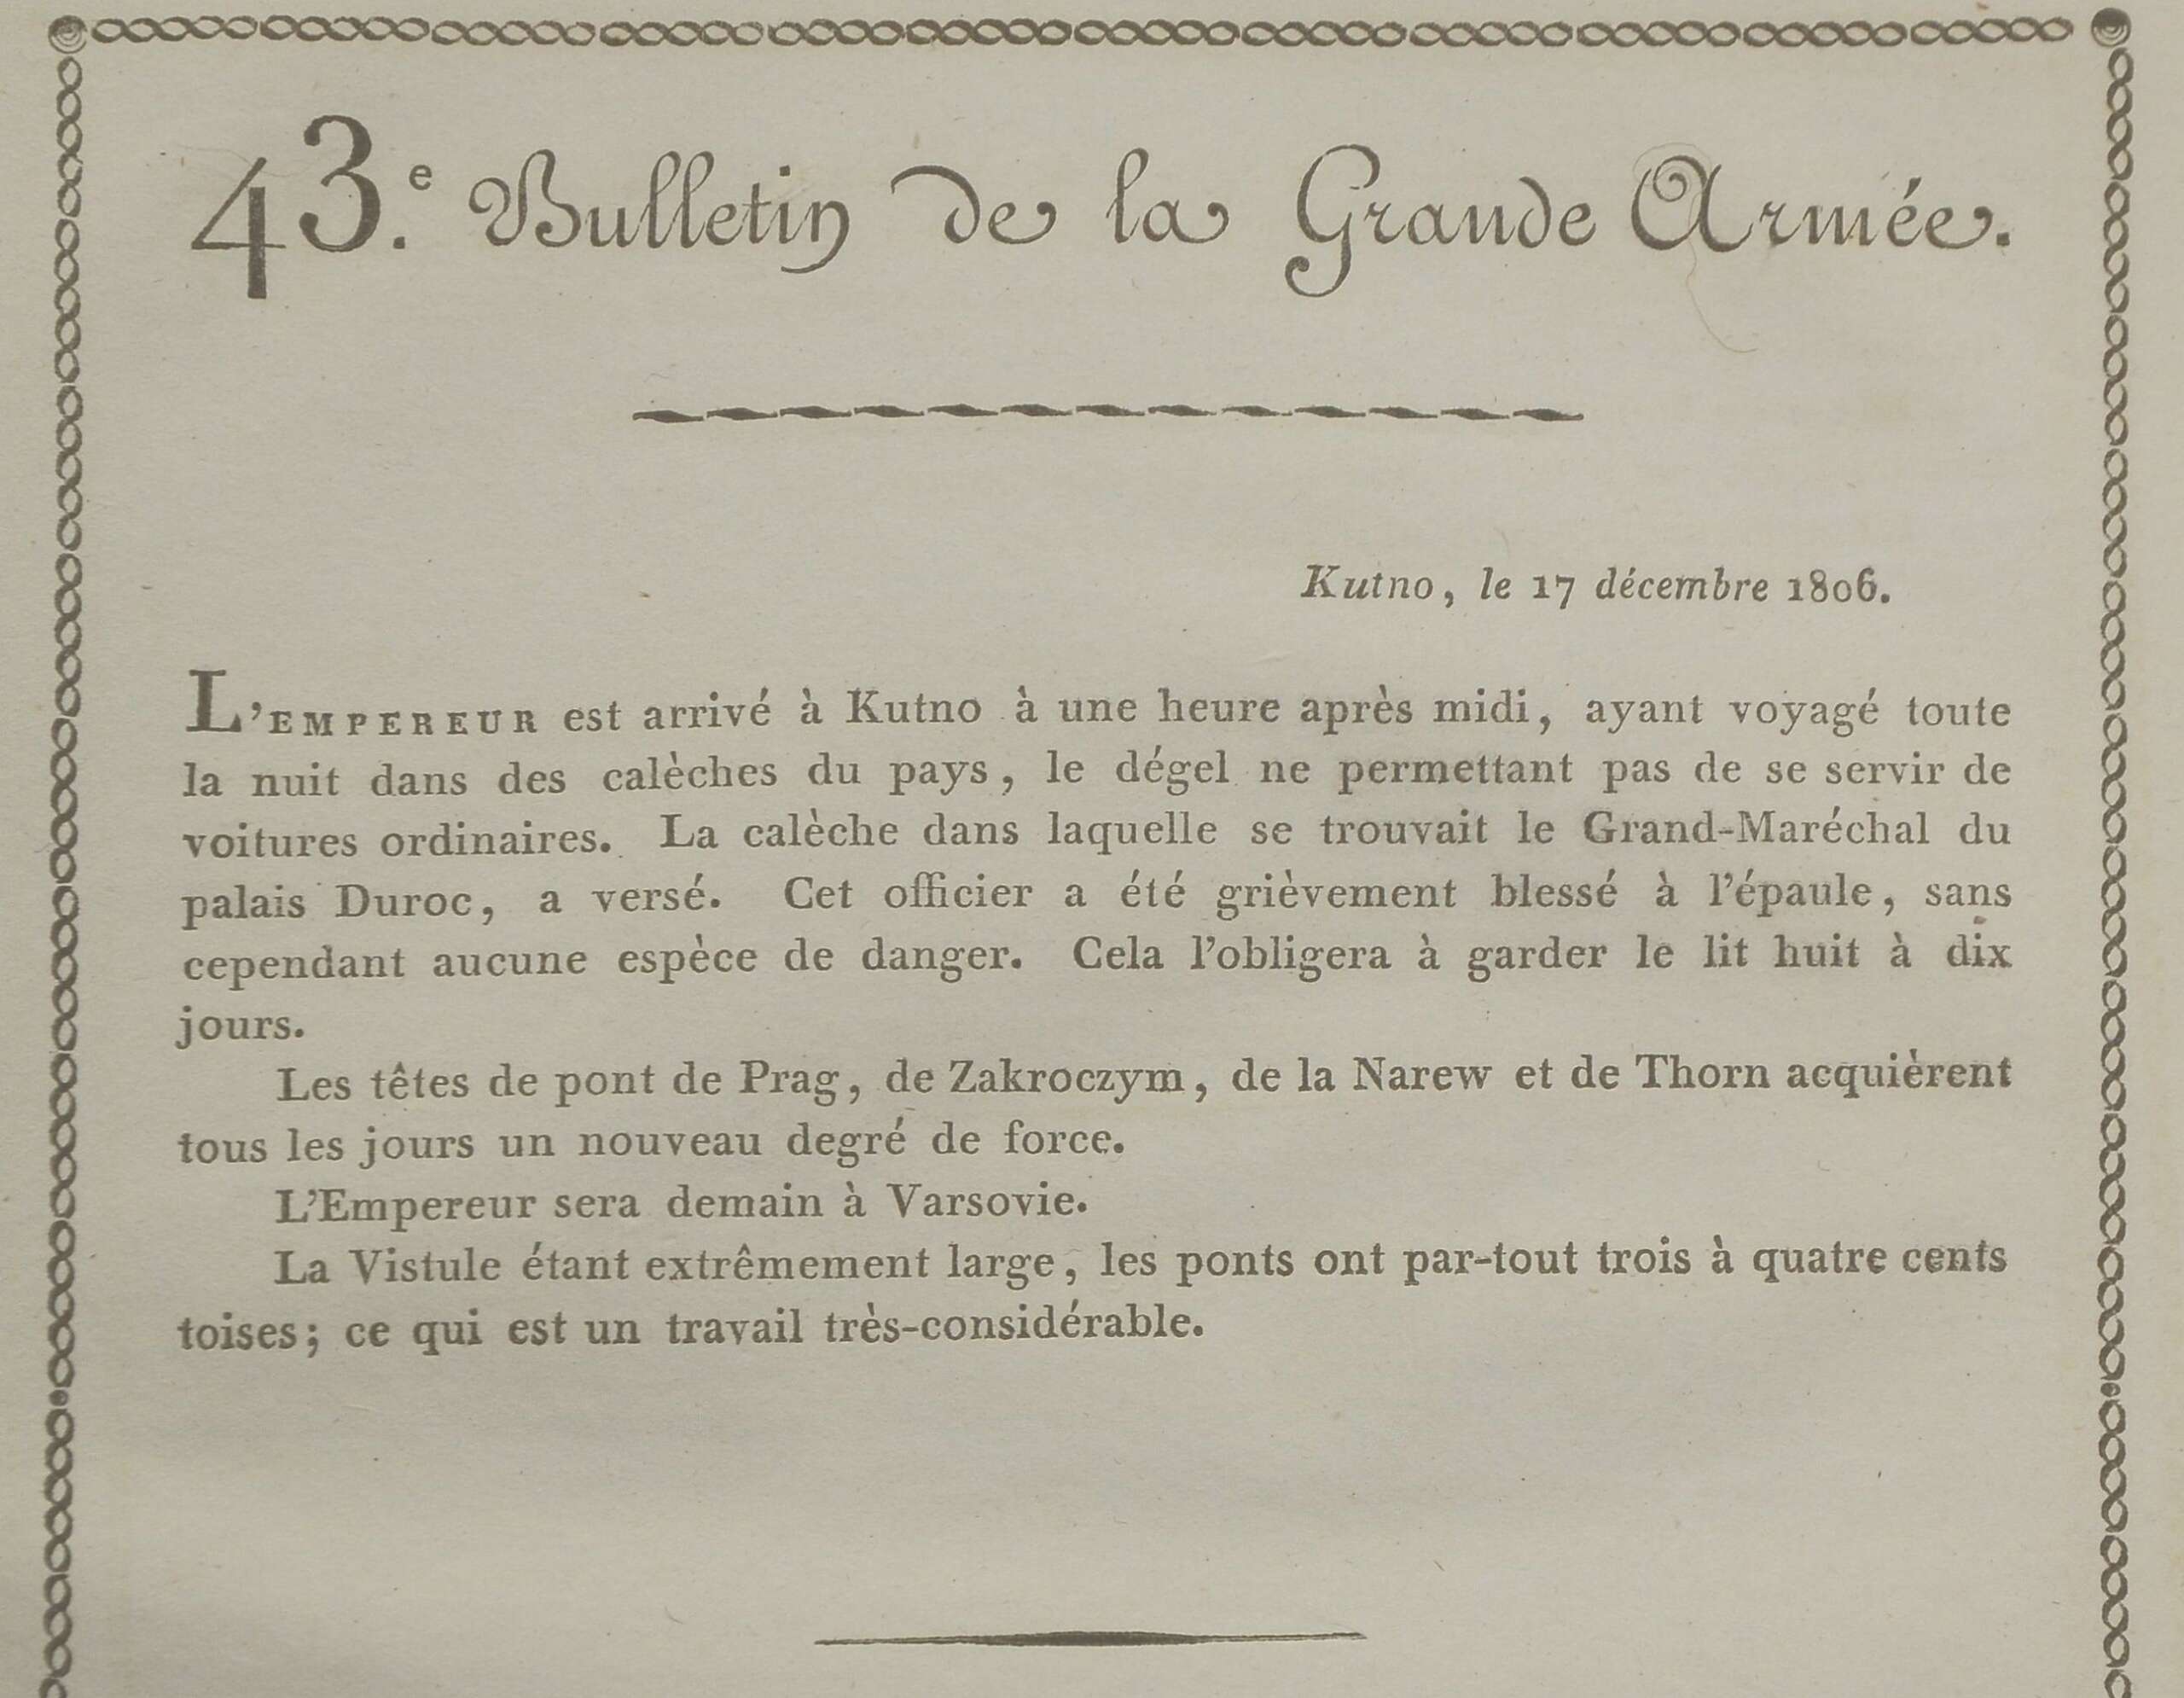 43.e Bulletin de la Grande Armée.
Kutno, le 17 décembre 1806.
L'EMPEREUR est arrivé à Kutno à une heure après midi, ayant voyagé toute
la nuit dans des calèches du pays, le dégel ne permettant pas de se servir de
voitures ordinaires. La calèche dans laquelle se trouvait le Grand-Maréchal du
palais Duroc, a versé. Cet officier a été grièvement blessé à l'épaule, sans
cependant aucune espèce de danger. Cela l'obligera à garder le lit huit à dix
jours.
Les têtes de pont de Prag, de Zakroczym, de la Narew et de Thorn acquièrent
tous les jours un nouveau degré de force.
L'Empereur sera demain à Varsovie.
La Vistule étant extrêmement large, les ponts ont par-tout trois à quatre cents
toises; ce qui est un travail très-considérable.